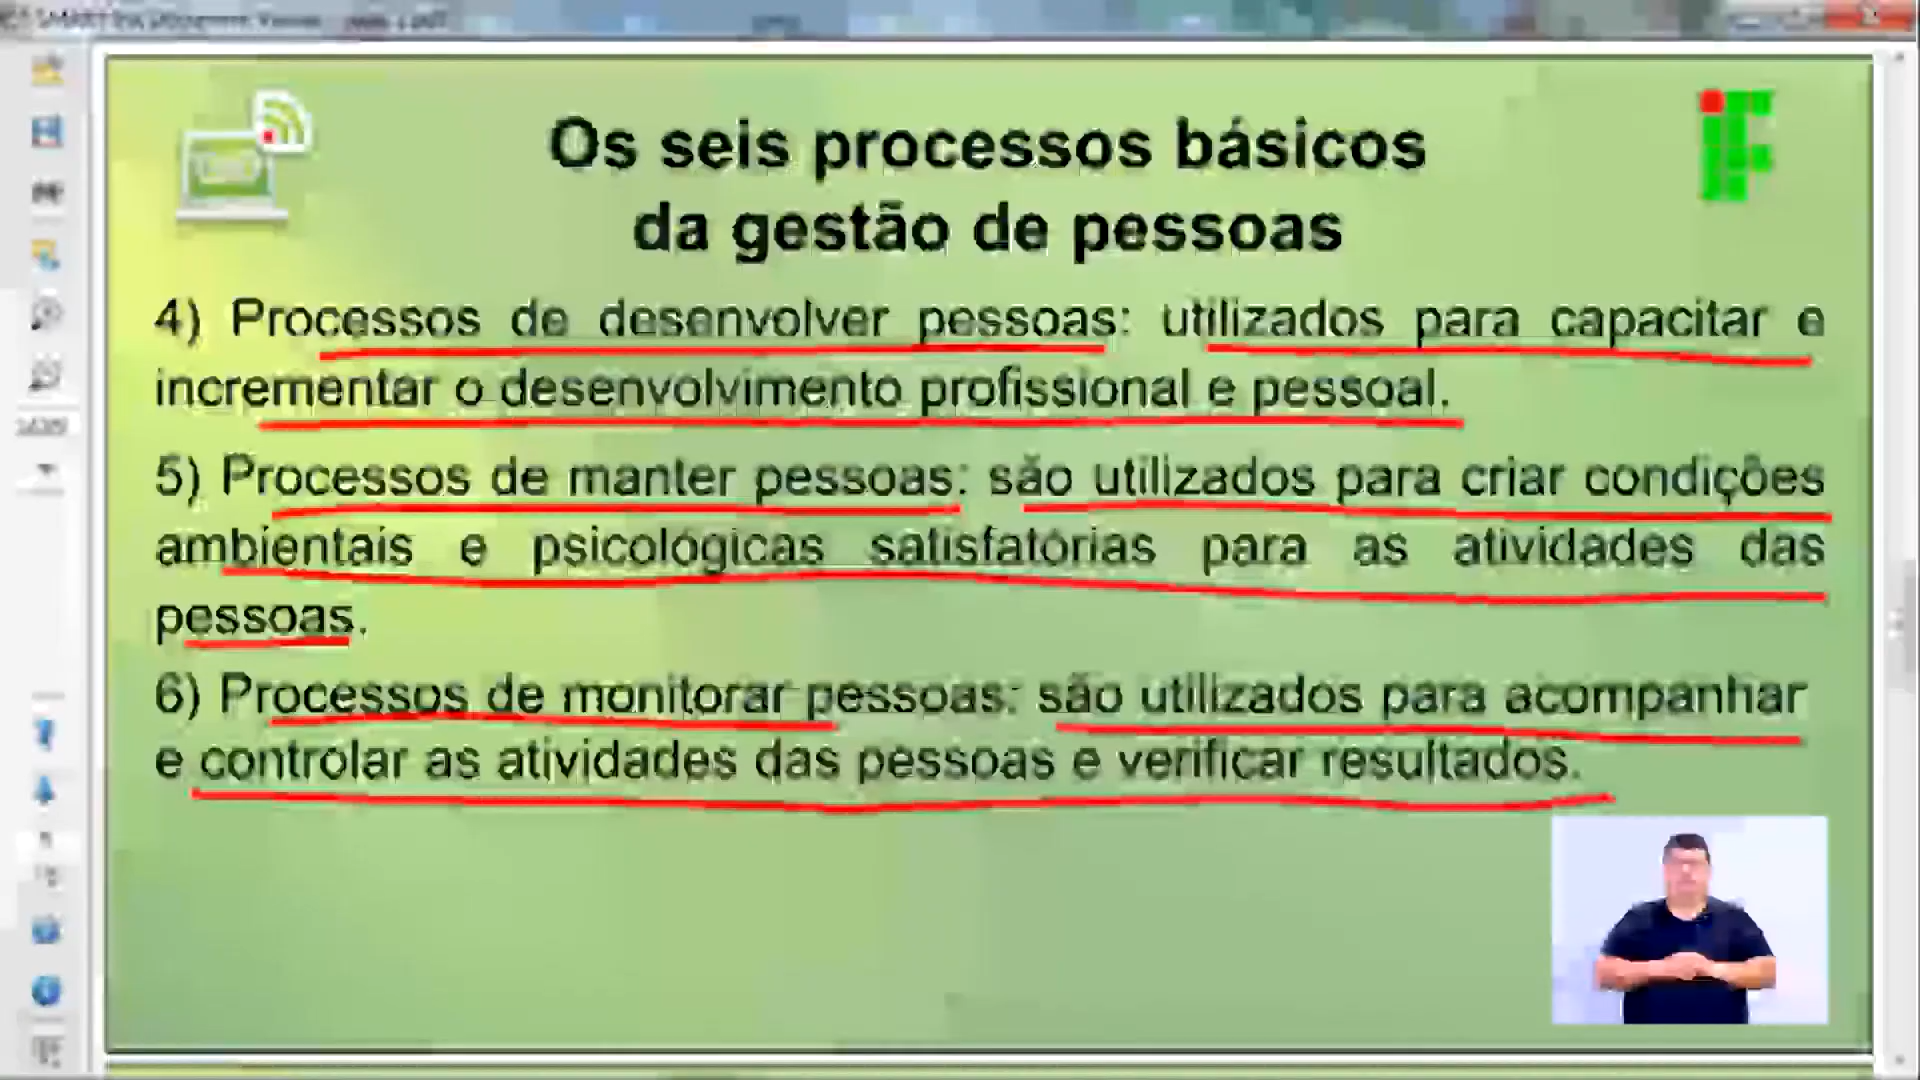 Os seis processos básicos
da gestão de pessoas
4) Processos de desenvolver pessoas: utilizados para capacitar e
incrementar o desenvolvimento profissional e pessoal.
5) Processos de manter pessoas: são utilizados para criar condições
ambientais e psicológicas satisfatórias para as atividades das
pessoas.
6) Processos de monitorar pessoas: são utilizados para acompanhar
e controlar as atividades das pessoas e verificar resultados.